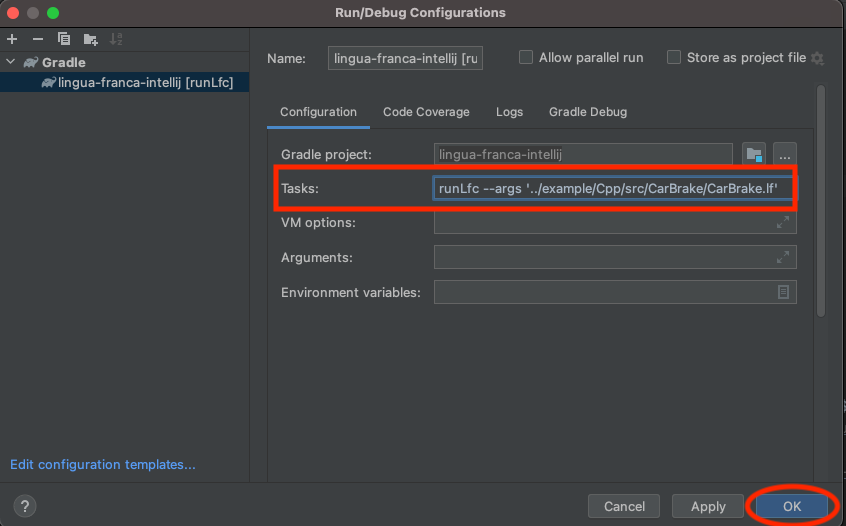 Run/Debug Configurations
Gradle
lingua-franca-intellij [runLfc]
Name: lingua-franca-intellij [ru
Allow parallel run
Store as project file
Configuration Code Coverage Logs Gradle Debug
Gradle project: lingua-franca-intellij ...
Tasks: runLfc --args '../example/Cpp/src/CarBrake/CarBrake.lf'
VM options:
Arguments:
Environment variables:
Edit configuration templates...
? Cancel Apply OK